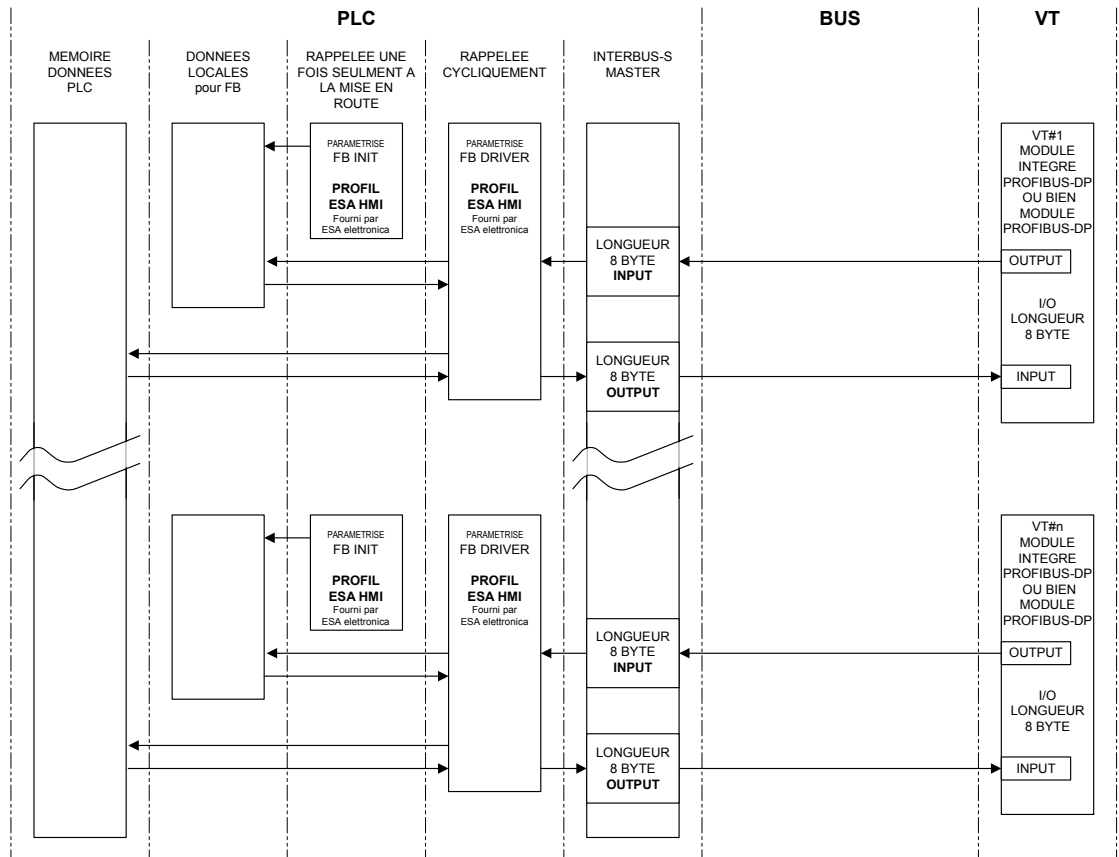 PLC
BUS
VT
MEMOIRE
DONNEES
PLC
DONNEES
LOCALES
pour FB
RAPPELEE UNE
FOIS SEULMENT A
LA MISE EN
ROUTE
RAPPELEE
CYCLIQUEMENT
INTERBUS-S
MASTER
PARAMETRISE
FB INIT
PROFIL
ESA HMI
Fourni par
ESA elettronica
PARAMETRISE
FB DRIVER
PROFIL
ESA HMI
Fourni par
ESA elettronica
LONGUEUR
8 BYTE
INPUT
LONGUEUR
8 BYTE
OUTPUT
VT#1
MODULE
INTEGRE
PROFIBUS-DP
OU BIEN
MODULE
PROFIBUS-DP
OUTPUT
I/O
LONGUEUR
8 BYTE
INPUT
PARAMETRISE
FB INIT
PROFIL
ESA HMI
Fourni par
ESA elettronica
PARAMETRISE
FB DRIVER
PROFIL
ESA HMI
Fourni par
ESA elettronica
LONGUEUR
8 BYTE
INPUT
LONGUEUR
8 BYTE
OUTPUT
VT#n
MODULE
INTEGRE
PROFIBUS-DP
OU BIEN
MODULE
PROFIBUS-DP
OUTPUT
I/O
LONGUEUR
8 BYTE
INPUT